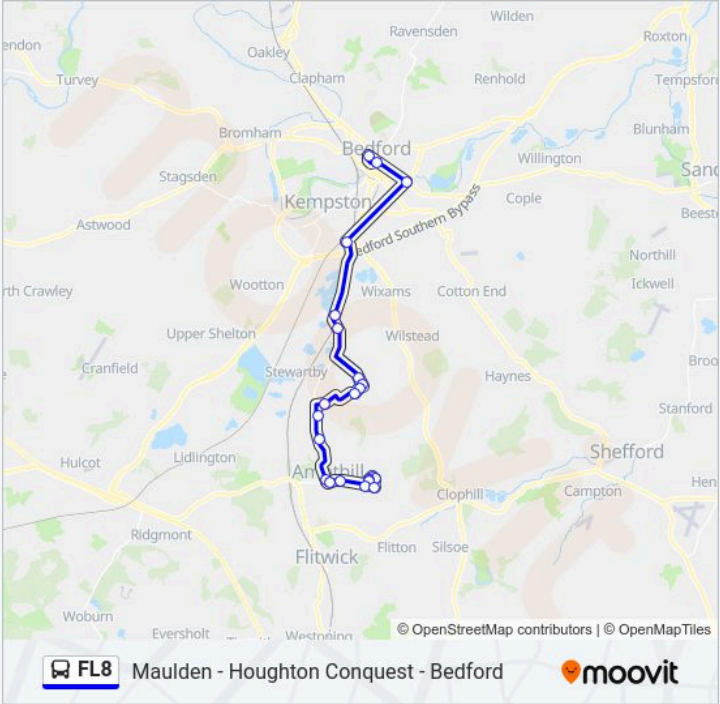 Wilden
Ravensden
Roxton
endon
Oakley
Clapham
Renhold
Tempsford
Turvey
Bromham
Blunham
Bedford
Willington
Stagsden
Sand
Kempston
Cople
Beest
Astwood
edford Southern Bypass
Northill
Ickwell
rth Crawley
Wootton
Wixams
Cotton End
Upper Shelton
Wilstead
Broo
Cranfield
Stewartby
Haynes
Stanford
Shefford
Hulcot
Lidlington
Ampthill
Hen
Clophill
Campton
Ridgmont
Flitwick
Flitton
Silsoe
Woburn
Eversholt
Westoning
© OpenStreetMap contributors | © OpenMapTiles
FL8
Maulden - Houghton Conquest - Bedford
moovit